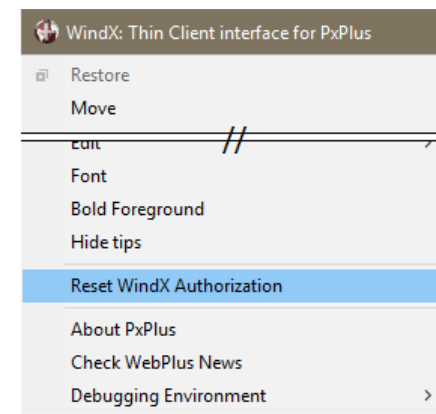 WindX: Thin Client interface for PxPlus
Restore
Move
Edit
Font
Bold Foreground
Hide tips
Reset WindX Authorization
About PxPlus
Check WebPlus News
Debugging Environment